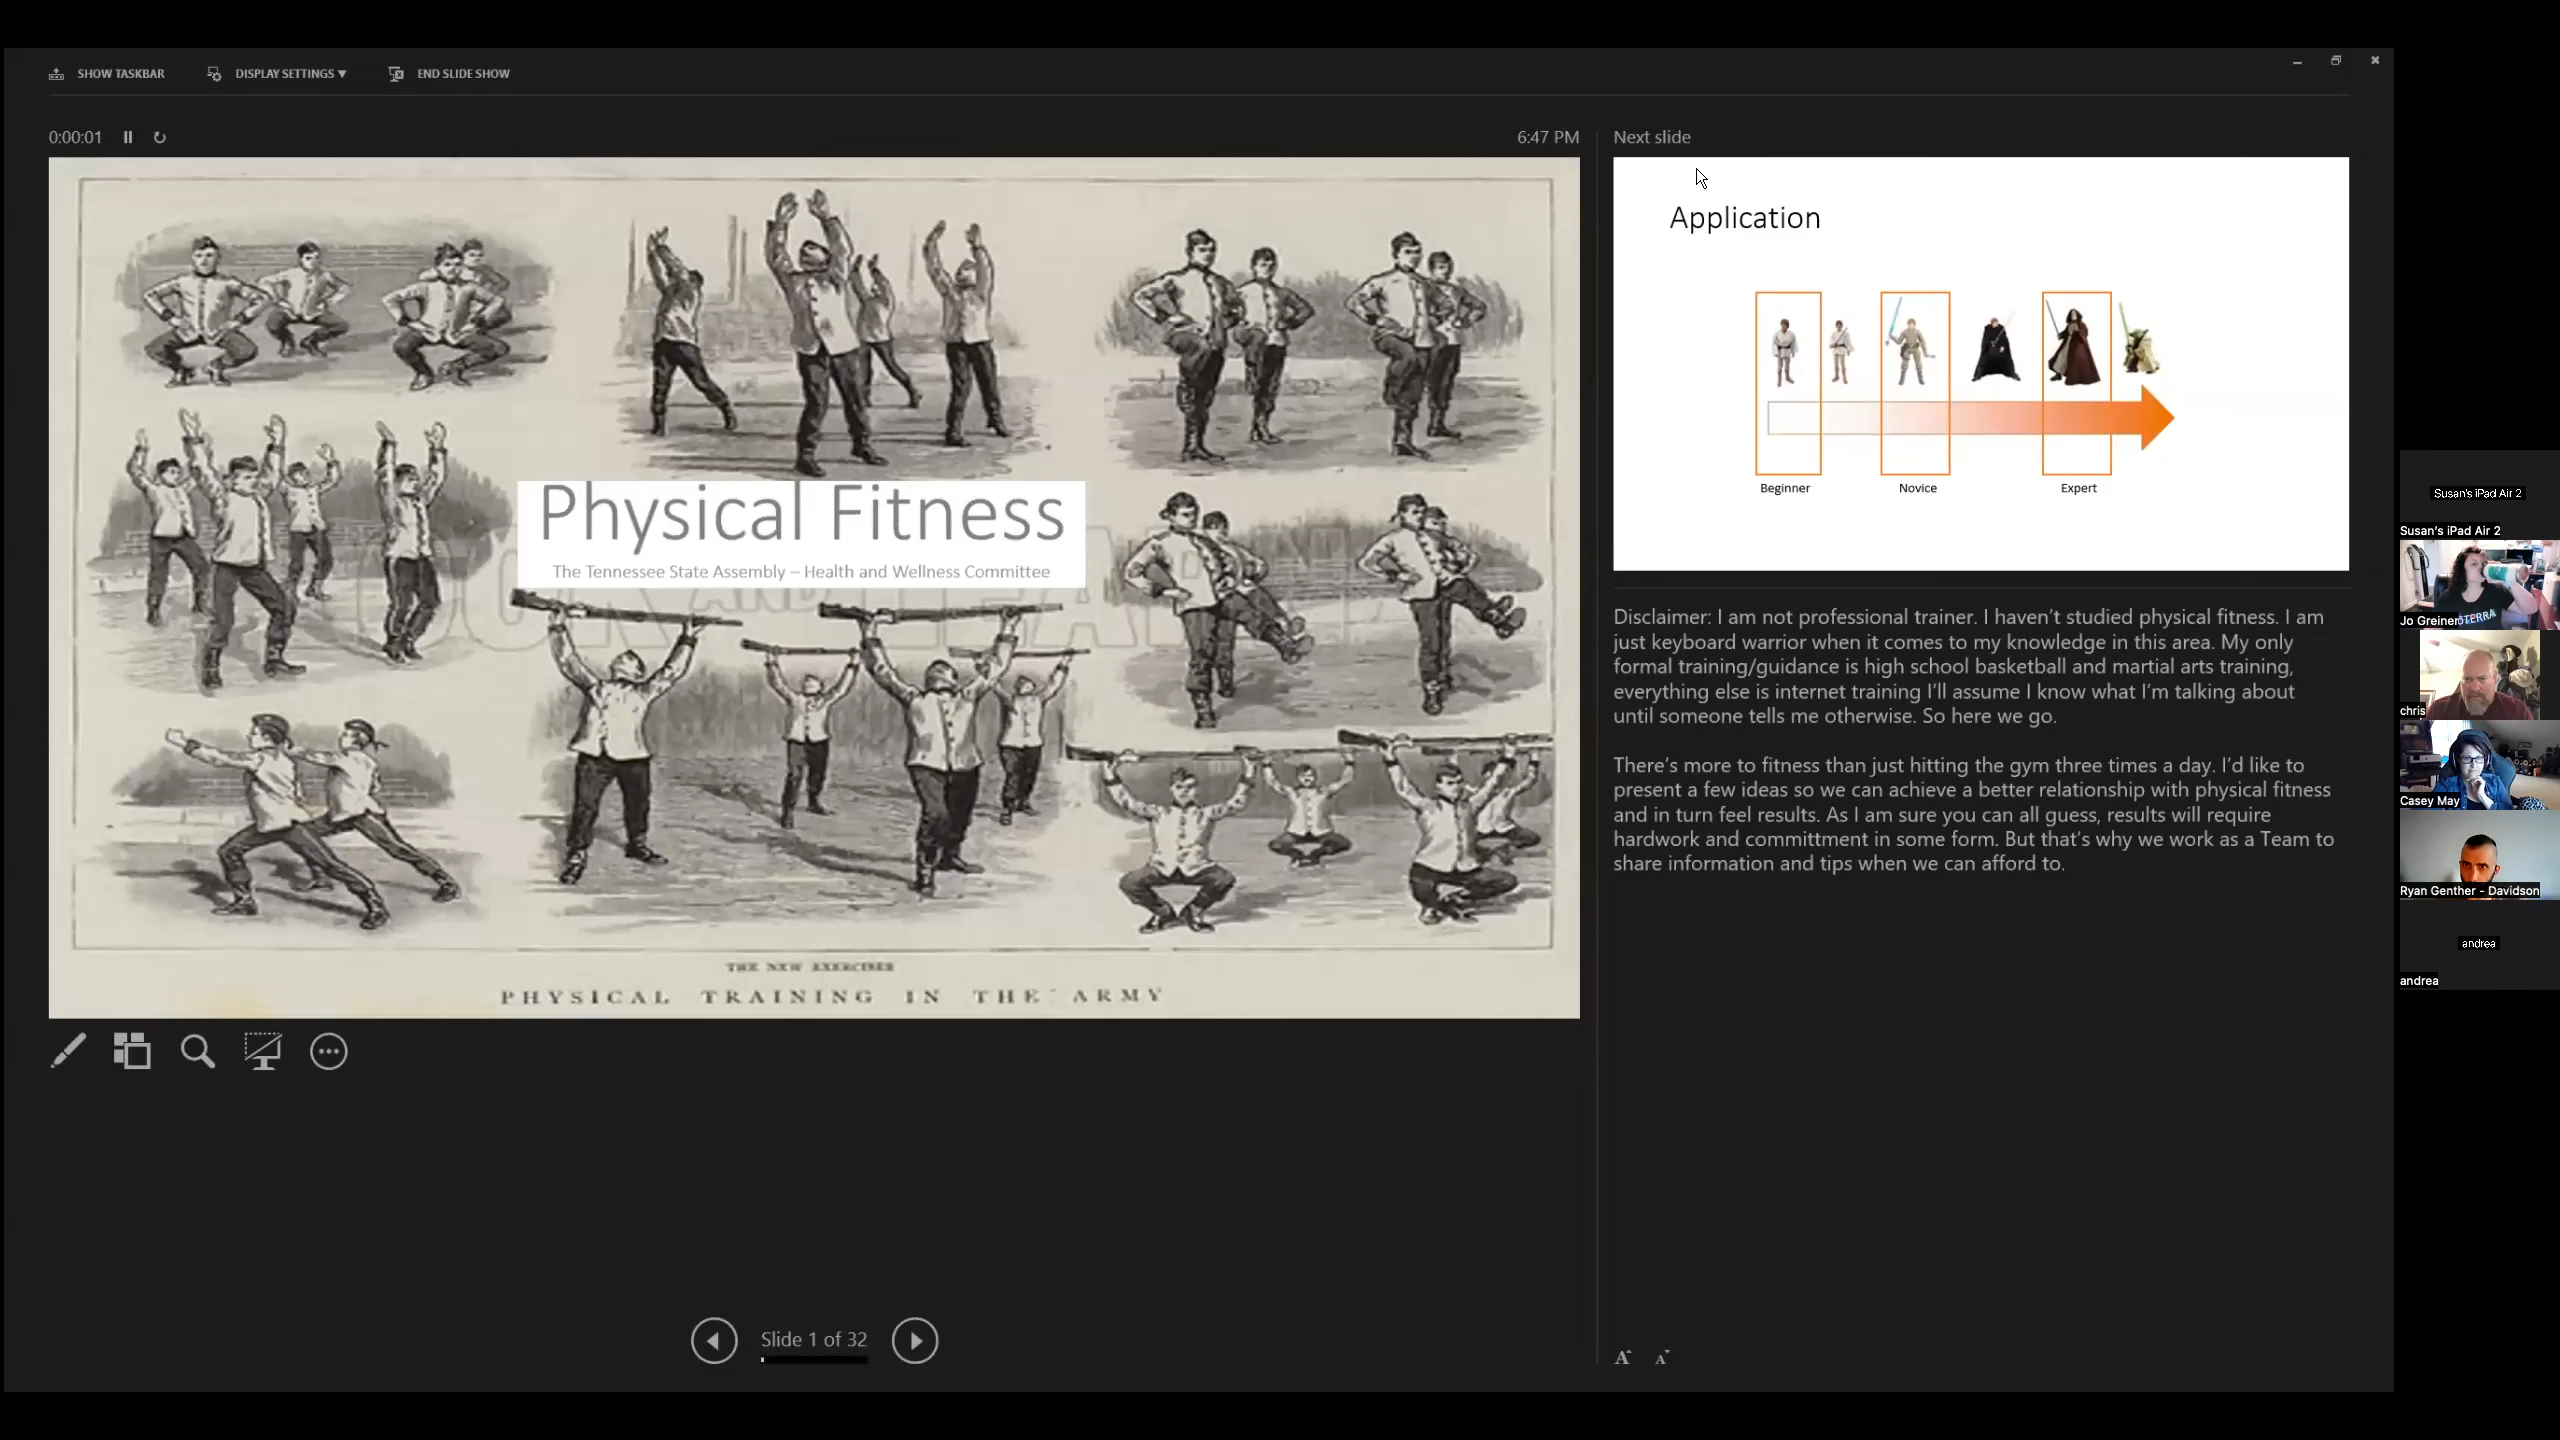 SHOW TASKBAR
DISPLAY SETTINGS
END SLIDE SHOW
0:00:01
6:47 PM
Physical Fitness
The Tennessee State Assembly – Health and Wellness Committee
THE NEW EXERCISES
PHYSICAL TRAINING IN THE ARMY
Slide 1 of 32
Next slide
Application
Beginner
Novice
Expert
Disclaimer: I am not professional trainer. I haven't studied physical fitness. I am
just keyboard warrior when it comes to my knowledge in this area. My only
formal training/guidance is high school basketball and martial arts training,
everything else is internet training I'll assume I know what I'm talking about
until someone tells me otherwise. So here we go.
There's more to fitness than just hitting the gym three times a day. I'd like to
present a few ideas so we can achieve a better relationship with physical fitness
and in turn feel results. As I am sure you can all guess, results will require
hardwork and committment in some form. But that's why we work as a Team to
share information and tips when we can afford to.
A A
Susan's iPad Air 2
Susan's iPad Air 2
Jo Greiner
chris
Casey May
Ryan Genther - Davidson
andrea
andrea